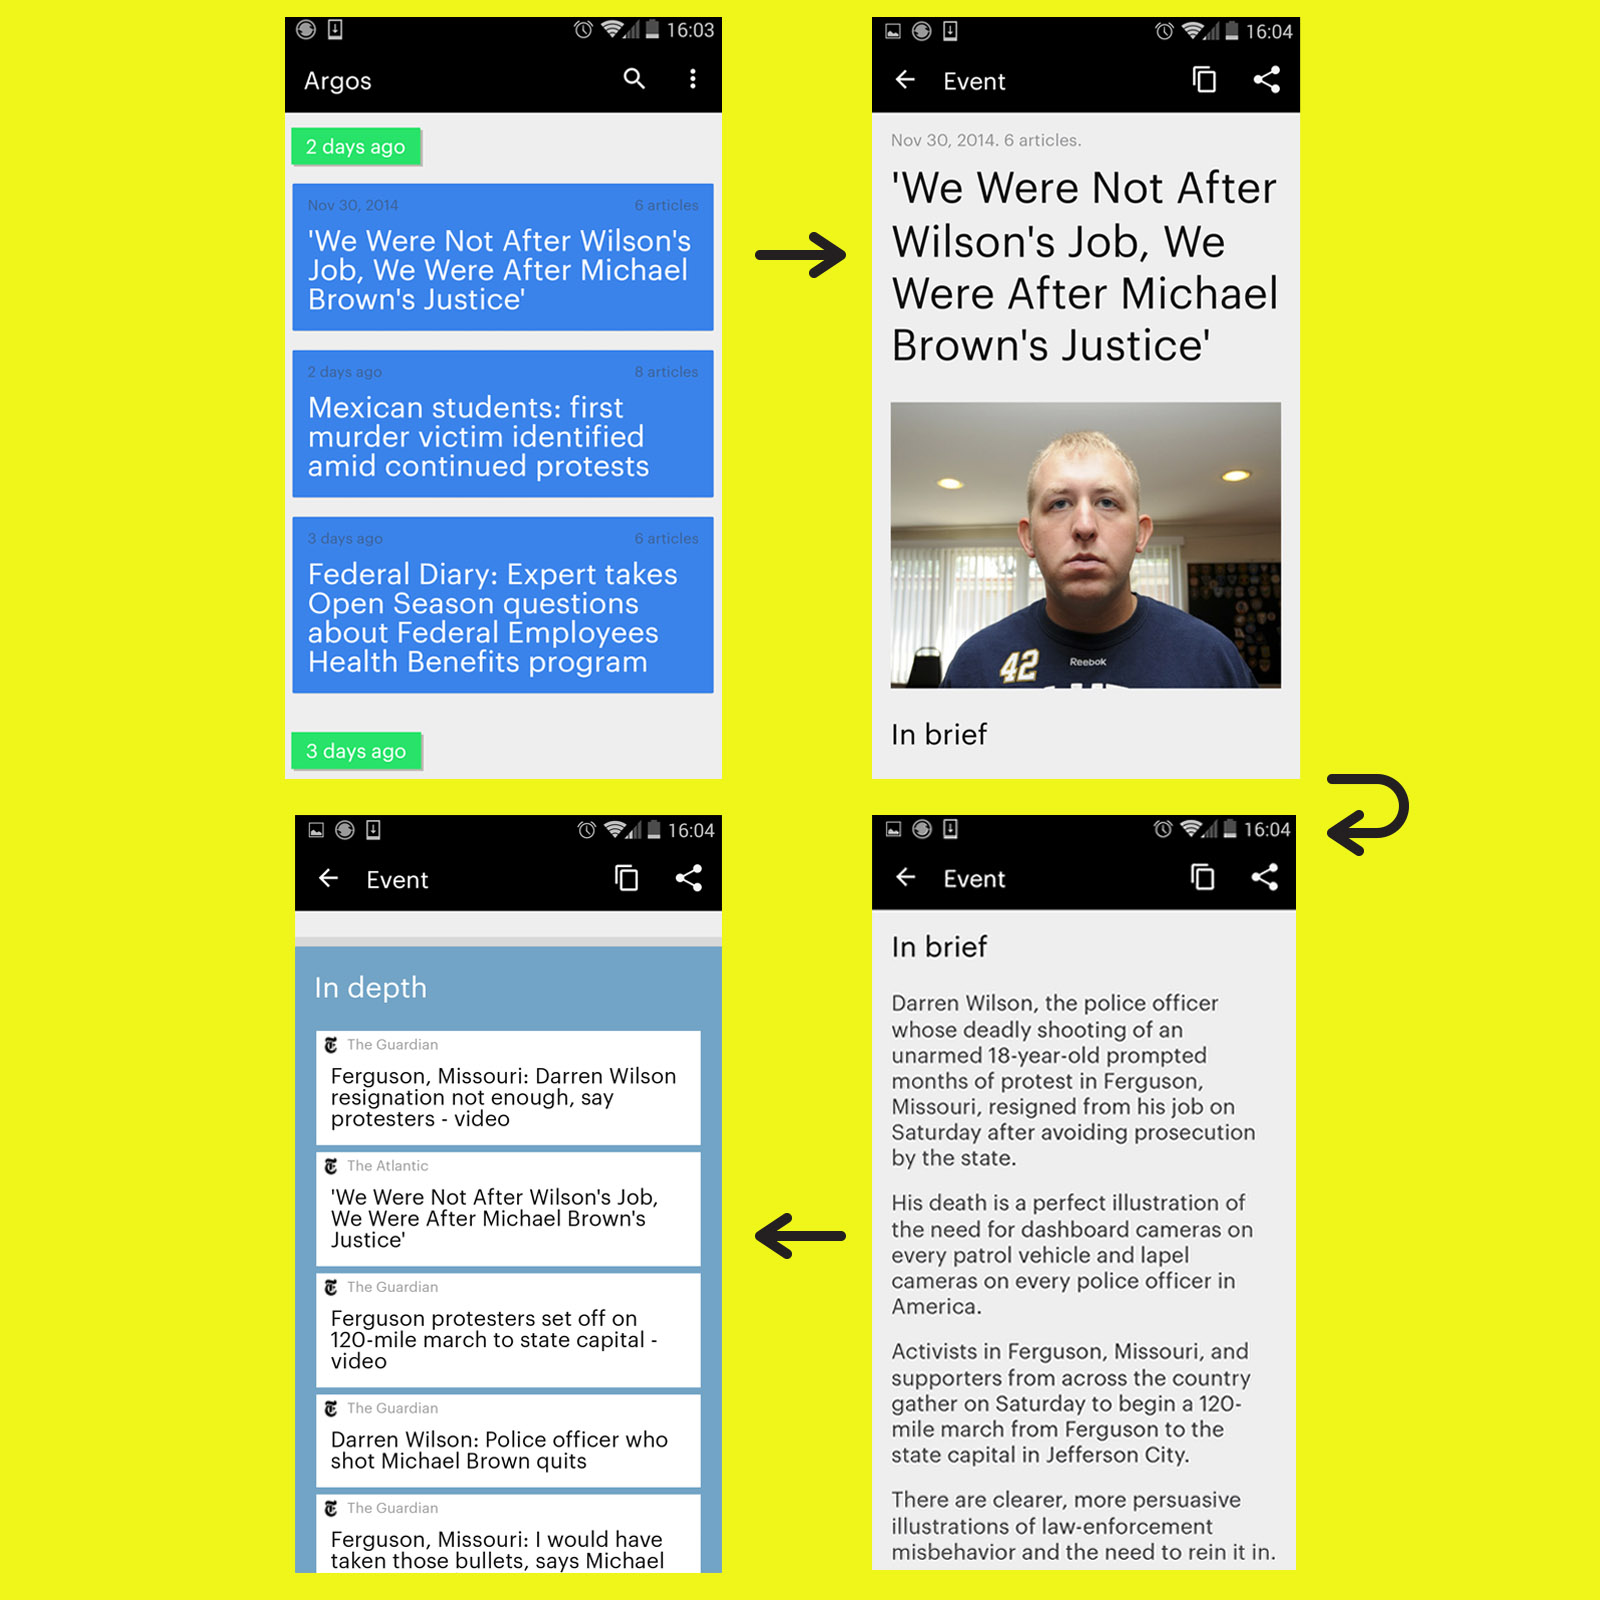 16:03
Argos
2 days ago
Nov 30, 2014 6 articles
'We Were Not After Wilson's
Job, We Were After Michael
Brown's Justice'
2 days ago 8 articles
Mexican students: first
murder victim identified
amid continued protests
3 days ago 6 articles
Federal Diary: Expert takes
Open Season questions
about Federal Employees
Health Benefits program
3 days ago
16:04
Event
Nov 30, 2014. 6 articles.
'We Were Not After
Wilson's Job, We
Were After Michael
Brown's Justice'
42
Reebok
In brief
16:04
Event
In brief
Darren Wilson, the police officer
whose deadly shooting of an
unarmed 18-year-old prompted
months of protest in Ferguson,
Missouri, resigned from his job on
Saturday after avoiding prosecution
by the state.
His death is a perfect illustration of
the need for dashboard cameras on
every patrol vehicle and lapel
cameras on every police officer in
America.
Activists in Ferguson, Missouri, and
supporters from across the country
gather on Saturday to begin a 120-
mile march from Ferguson to the
state capital in Jefferson City.
There are clearer, more persuasive
illustrations of law-enforcement
misbehavior and the need to rein it in.
16:04
Event
In depth
The Guardian
Ferguson, Missouri: Darren Wilson
resignation not enough, say
protesters - video
The Atlantic
'We Were Not After Wilson's Job,
We Were After Michael Brown's
Justice'
The Guardian
Ferguson protesters set off on
120-mile march to state capital -
video
The Guardian
Darren Wilson: Police officer who
shot Michael Brown quits
The Guardian
Ferguson, Missouri: I would have
taken those bullets, says Michael